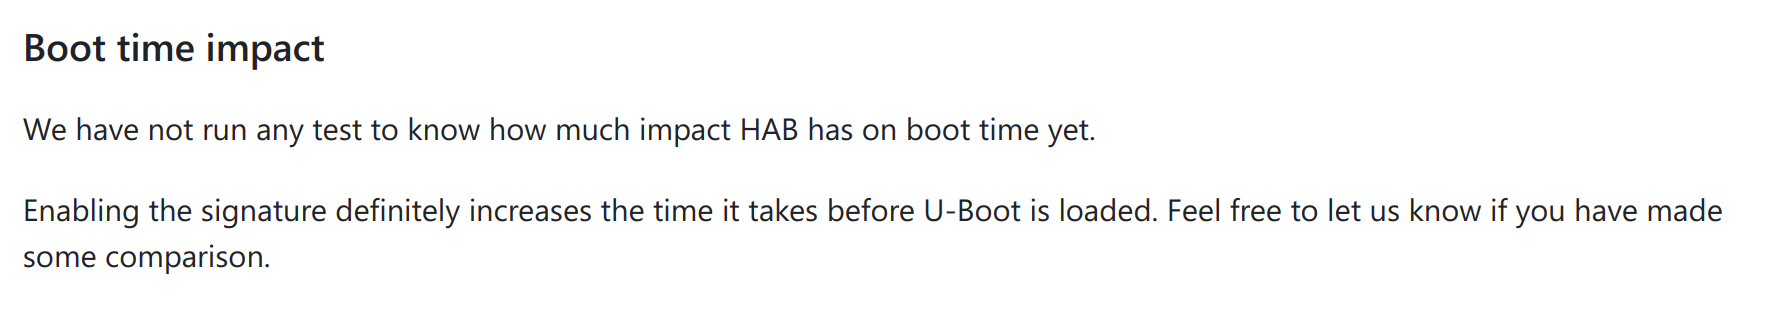 Boot time impact
We have not run any test to know how much impact HAB has on boot time yet.
Enabling the signature definitely increases the time it takes before U-Boot is loaded. Feel free to let us know if you have made
some comparison.